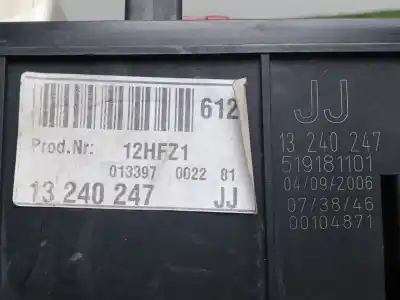 612
Prod.Nr: 12HFZ1
013397 0022 81
13 240 247 JJ
JJ
13 240 247
519181101
04/09/2006
07/38/46
00104871